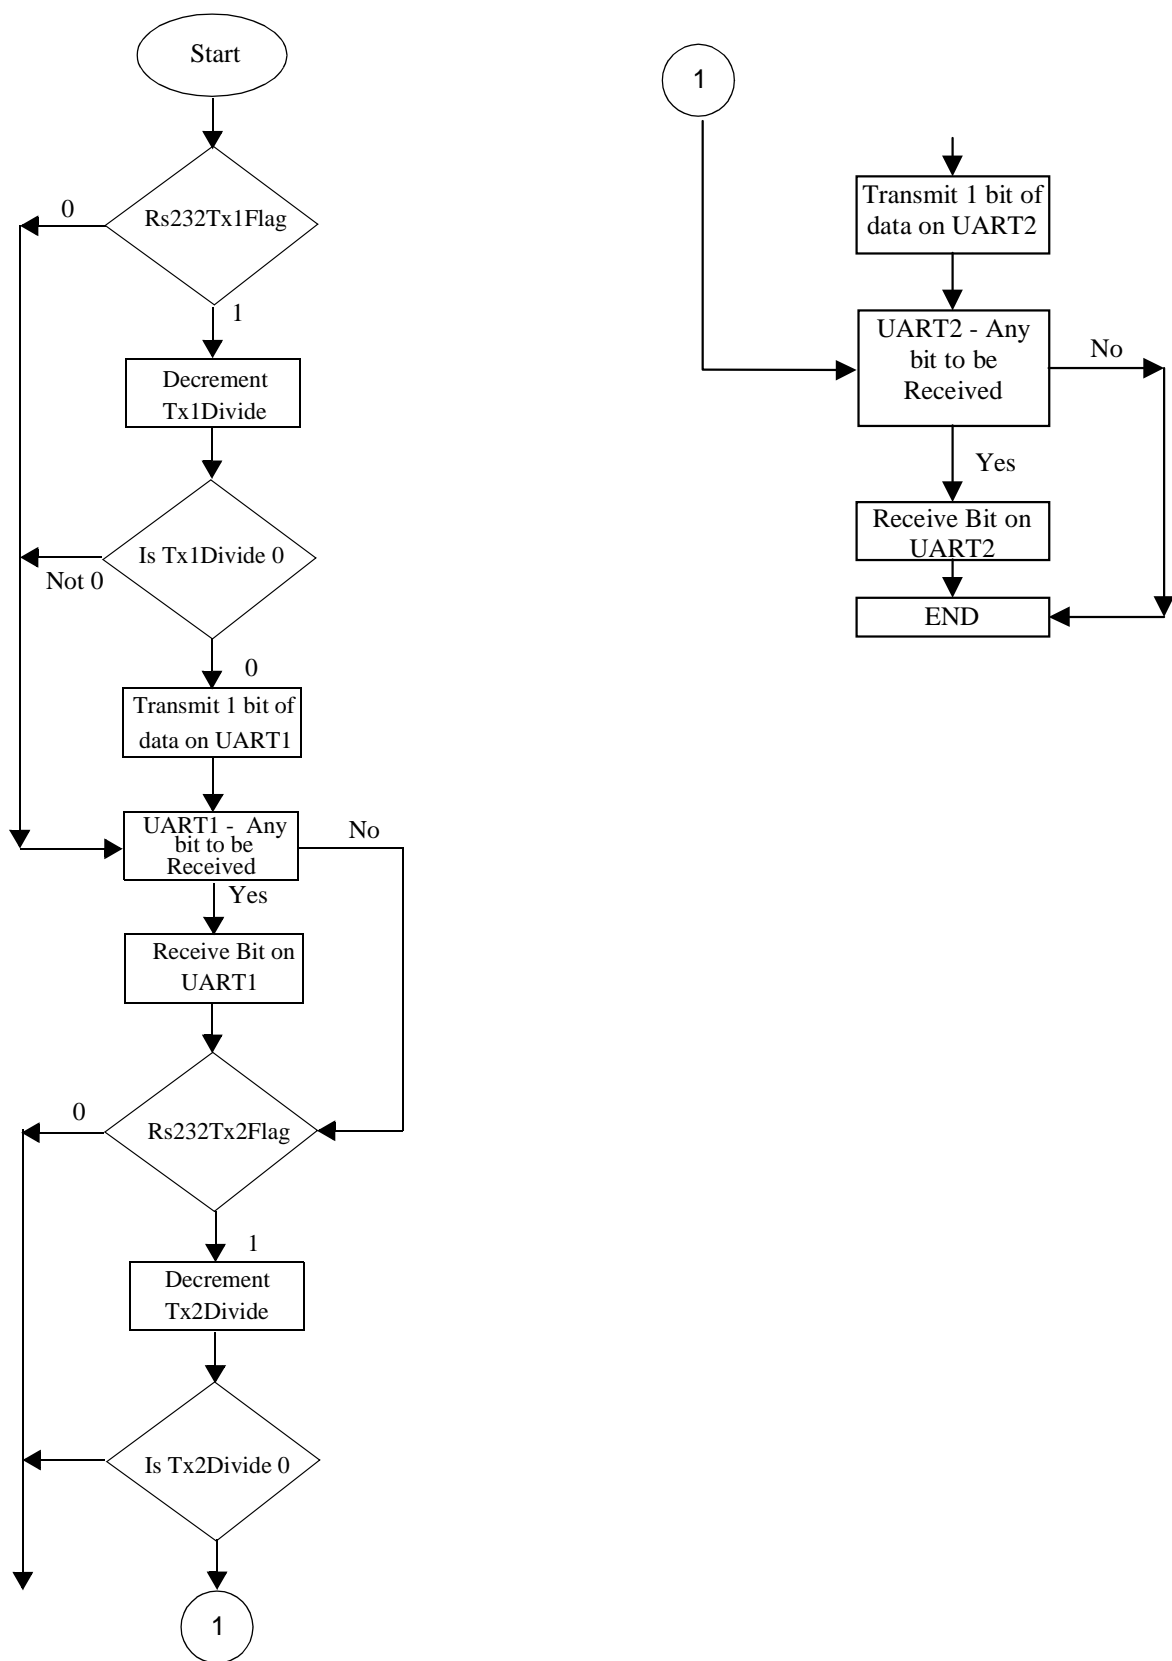 Start
0
Rs232Tx1Flag
1
Decrement
Tx1Divide
Is Tx1Divide 0
Not 0
0
Transmit 1 bit of
data on UART1
UART1 - Any
bit to be
Received
No
Yes
Receive Bit on
UART1
0
Rs232Tx2Flag
1
Decrement
Tx2Divide
Is Tx2Divide 0
1
1
Transmit 1 bit of
data on UART2
UART2 - Any
bit to be
Received
No
Yes
Receive Bit on
UART2
END